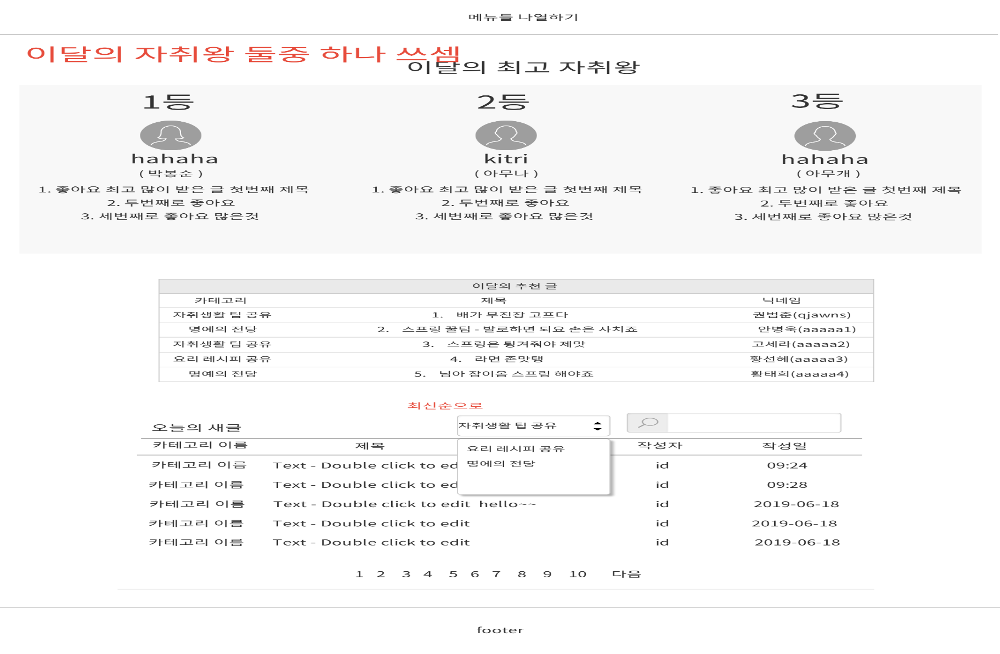 메뉴들 나열하기
이달의 자취왕 둘중 하나 쓰셈
이달의 최고 자취왕
1등
hahaha
( 박봉순 )
1. 좋아요 최고 많이 받은 글 첫번째 제목
2. 두번째로 좋아요
3. 세번째로 좋아요 많은것
2등
kitri
( 아무나 )
1. 좋아요 최고 많이 받은 글 첫번째 제목
2. 두번째로 좋아요
3. 세번째로 좋아요 많은것
3등
hahaha
( 아무개 )
1. 좋아요 최고 많이 받은 글 첫번째 제목
2. 두번째로 좋아요
3. 세번째로 좋아요 많은것
이달의 추천 글
카테고리 제목 닉네임
자취생활 팁 공유 1. 배가 무진장 고프다 권범준(qjawns)
명예의 전당 2. 스프링 꿀팁 - 발로하면 되요 손은 사치죠 안병욱(aaaaa1)
자취생활 팁 공유 3. 스프링은 튕겨줘야 제맛 고세라(aaaaa2)
요리 레시피 공유 4. 라면 존맛탱 황선혜(aaaaa3)
명예의 전당 5. 님아 잠이옴 스프링 해야죠 황태희(aaaaa4)
최신순으로
오늘의 새글 자취생활 팁 공유
요리 레시피 공유
명에의 전당
카테고리 이름 제목 작성자 작성일
카테고리 이름 Text - Double click to ed id 09:24
카테고리 이름 Text - Double click to ed id 09:28
카테고리 이름 Text - Double click to edit hello~~ id 2019-06-18
카테고리 이름 Text - Double click to edit id 2019-06-18
카테고리 이름 Text - Double click to edit id 2019-06-18
1 2 3 4 5 6 7 8 9 10 다음
footer